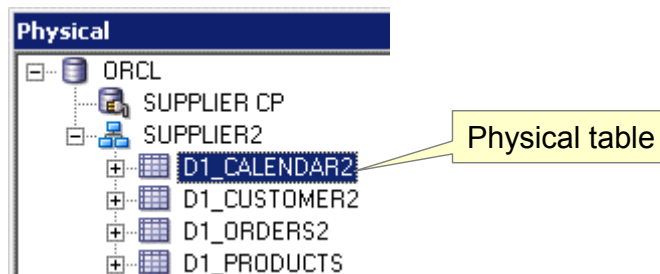 Physical
ORCL
SUPPLIER CP
SUPPLIER2
D1_CALENDAR2
Physical table
D1_CUSTOMER2
D1_ORDERS2
D1_PRODUCTS